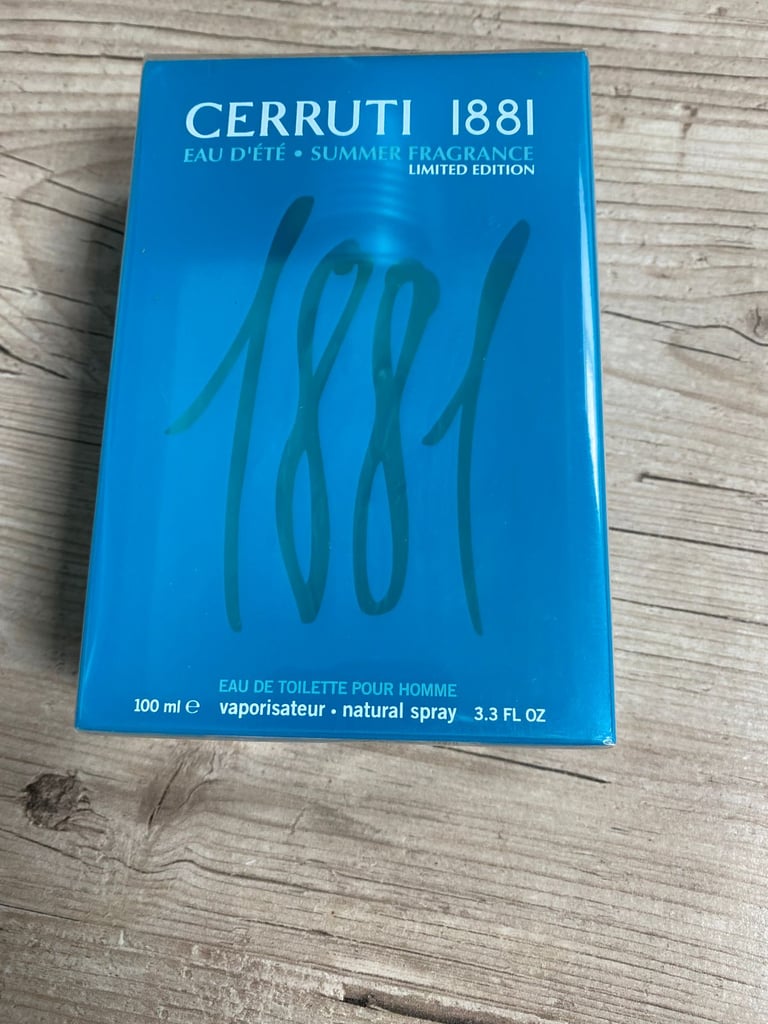 CERRUTI 1881
EAU D'ÉTÉ • SUMMER FRAGRANCE
LIMITED EDITION
1881
EAU DE TOILETTE POUR HOMME
100 ml ℮ vaporisateur • natural spray 3.3 FL OZ